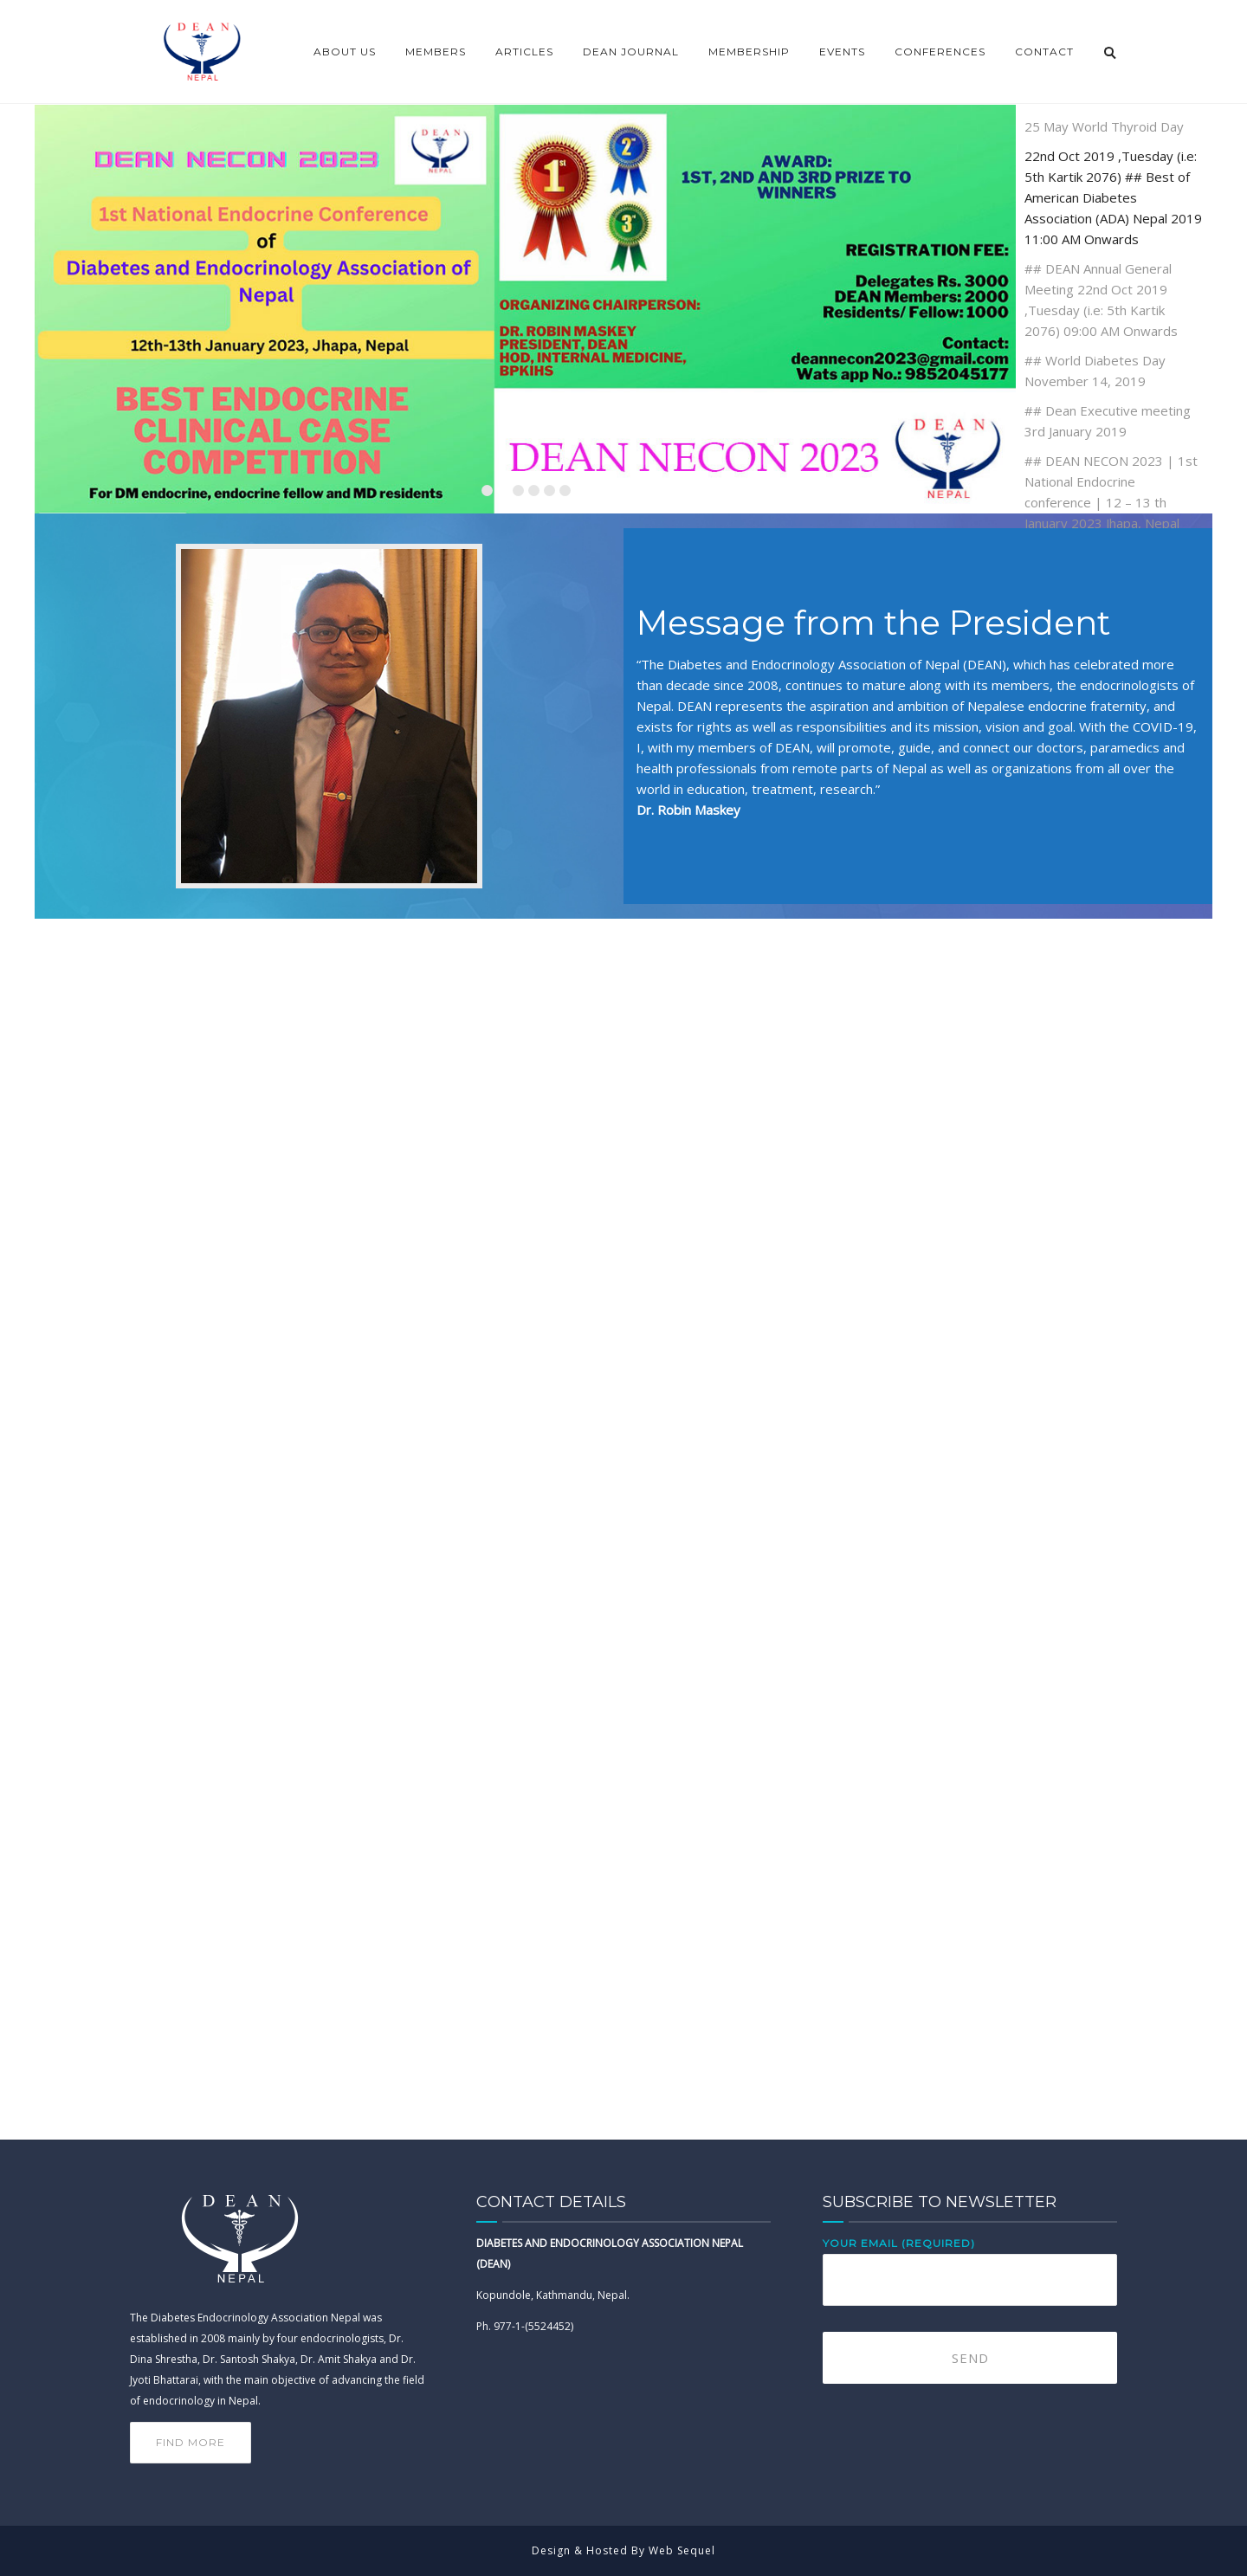 DEAN
NEPAL
ABOUT US
MEMBERS
ARTICLES
DEAN JOURNAL
MEMBERSHIP
EVENTS
CONFERENCES
CONTACT
DEAN NECON 2023
DEAN
NEPAL
1st National Endocrine Conference
of
Diabetes and Endocrinology Association of
Nepal
12th-13th January 2023, Jhapa, Nepal
BEST ENDOCRINE
CLINICAL CASE
COMPETITION
For DM endocrine, endocrine fellow and MD residents
1st
2nd
3rd
AWARD:
1ST, 2ND AND 3RD PRIZE TO
WINNERS
REGISTRATION FEE:
Delegates Rs. 3000
DEAN Members: 2000
Residents/ Fellow: 1000
ORGANIZING CHAIRPERSON:
DR. ROBIN MASKEY
PRESIDENT, DEAN
HOD, INTERNAL MEDICINE,
BPKIHS
Contact:
deannecon2023@gmail.com
Wats app No.: 9852045177
DEAN NECON 2023
DEAN
NEPAL
25 May World Thyroid Day
22nd Oct 2019 ,Tuesday (i.e:
5th Kartik 2076) ## Best of
American Diabetes
Association (ADA) Nepal 2019
11:00 AM Onwards
## DEAN Annual General
Meeting 22nd Oct 2019
,Tuesday (i.e: 5th Kartik
2076) 09:00 AM Onwards
## World Diabetes Day
November 14, 2019
## Dean Executive meeting
3rd January 2019
## DEAN NECON 2023 | 1st
National Endocrine
conference | 12 – 13 th
January 2023 Jhapa, Nepal
Message from the President
“The Diabetes and Endocrinology Association of Nepal (DEAN), which has celebrated more
than decade since 2008, continues to mature along with its members, the endocrinologists of
Nepal. DEAN represents the aspiration and ambition of Nepalese endocrine fraternity, and
exists for rights as well as responsibilities and its mission, vision and goal. With the COVID-19,
I, with my members of DEAN, will promote, guide, and connect our doctors, paramedics and
health professionals from remote parts of Nepal as well as organizations from all over the
world in education, treatment, research.”
Dr. Robin Maskey
DEAN
NEPAL
The Diabetes Endocrinology Association Nepal was
established in 2008 mainly by four endocrinologists, Dr.
Dina Shrestha, Dr. Santosh Shakya, Dr. Amit Shakya and Dr.
Jyoti Bhattarai, with the main objective of advancing the field
of endocrinology in Nepal.
FIND MORE
CONTACT DETAILS
DIABETES AND ENDOCRINOLOGY ASSOCIATION NEPAL
(DEAN)
Kopundole, Kathmandu, Nepal.
Ph. 977-1-(5524452)
SUBSCRIBE TO NEWSLETTER
YOUR EMAIL (REQUIRED)
SEND
Design & Hosted By Web Sequel